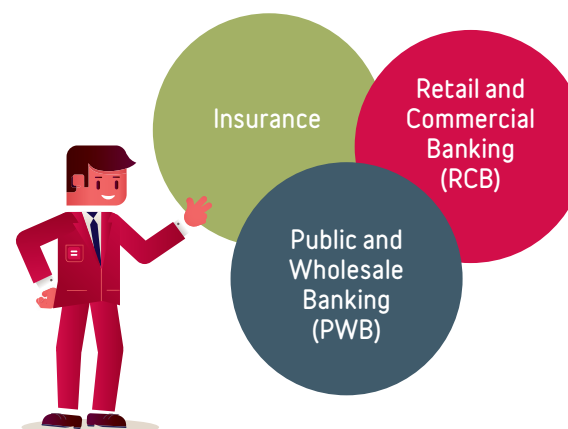 Insurance
Retail and
Commercial
Banking
(RCB)
Public and
Wholesale
Banking
(PWB)